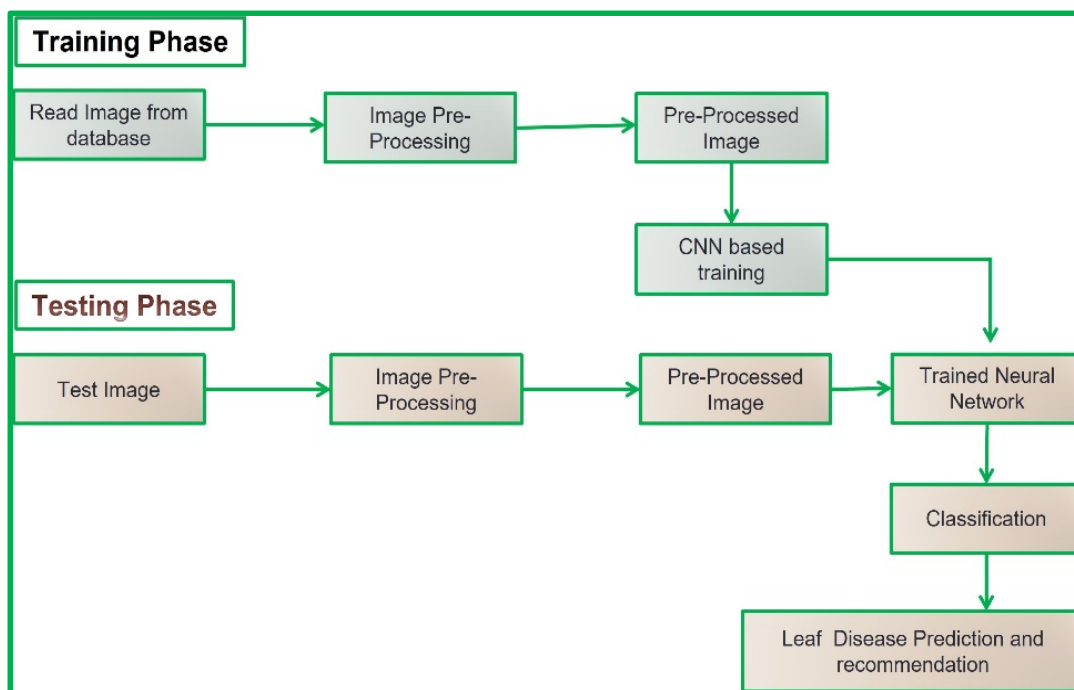 Training Phase
Read Image from
database
Image Pre-
Processing
Pre-Processed
Image
CNN based
training
Testing Phase
Test Image
Image Pre-
Processing
Pre-Processed
Image
Trained Neural
Network
Classification
Leaf Disease Prediction and
recommendation